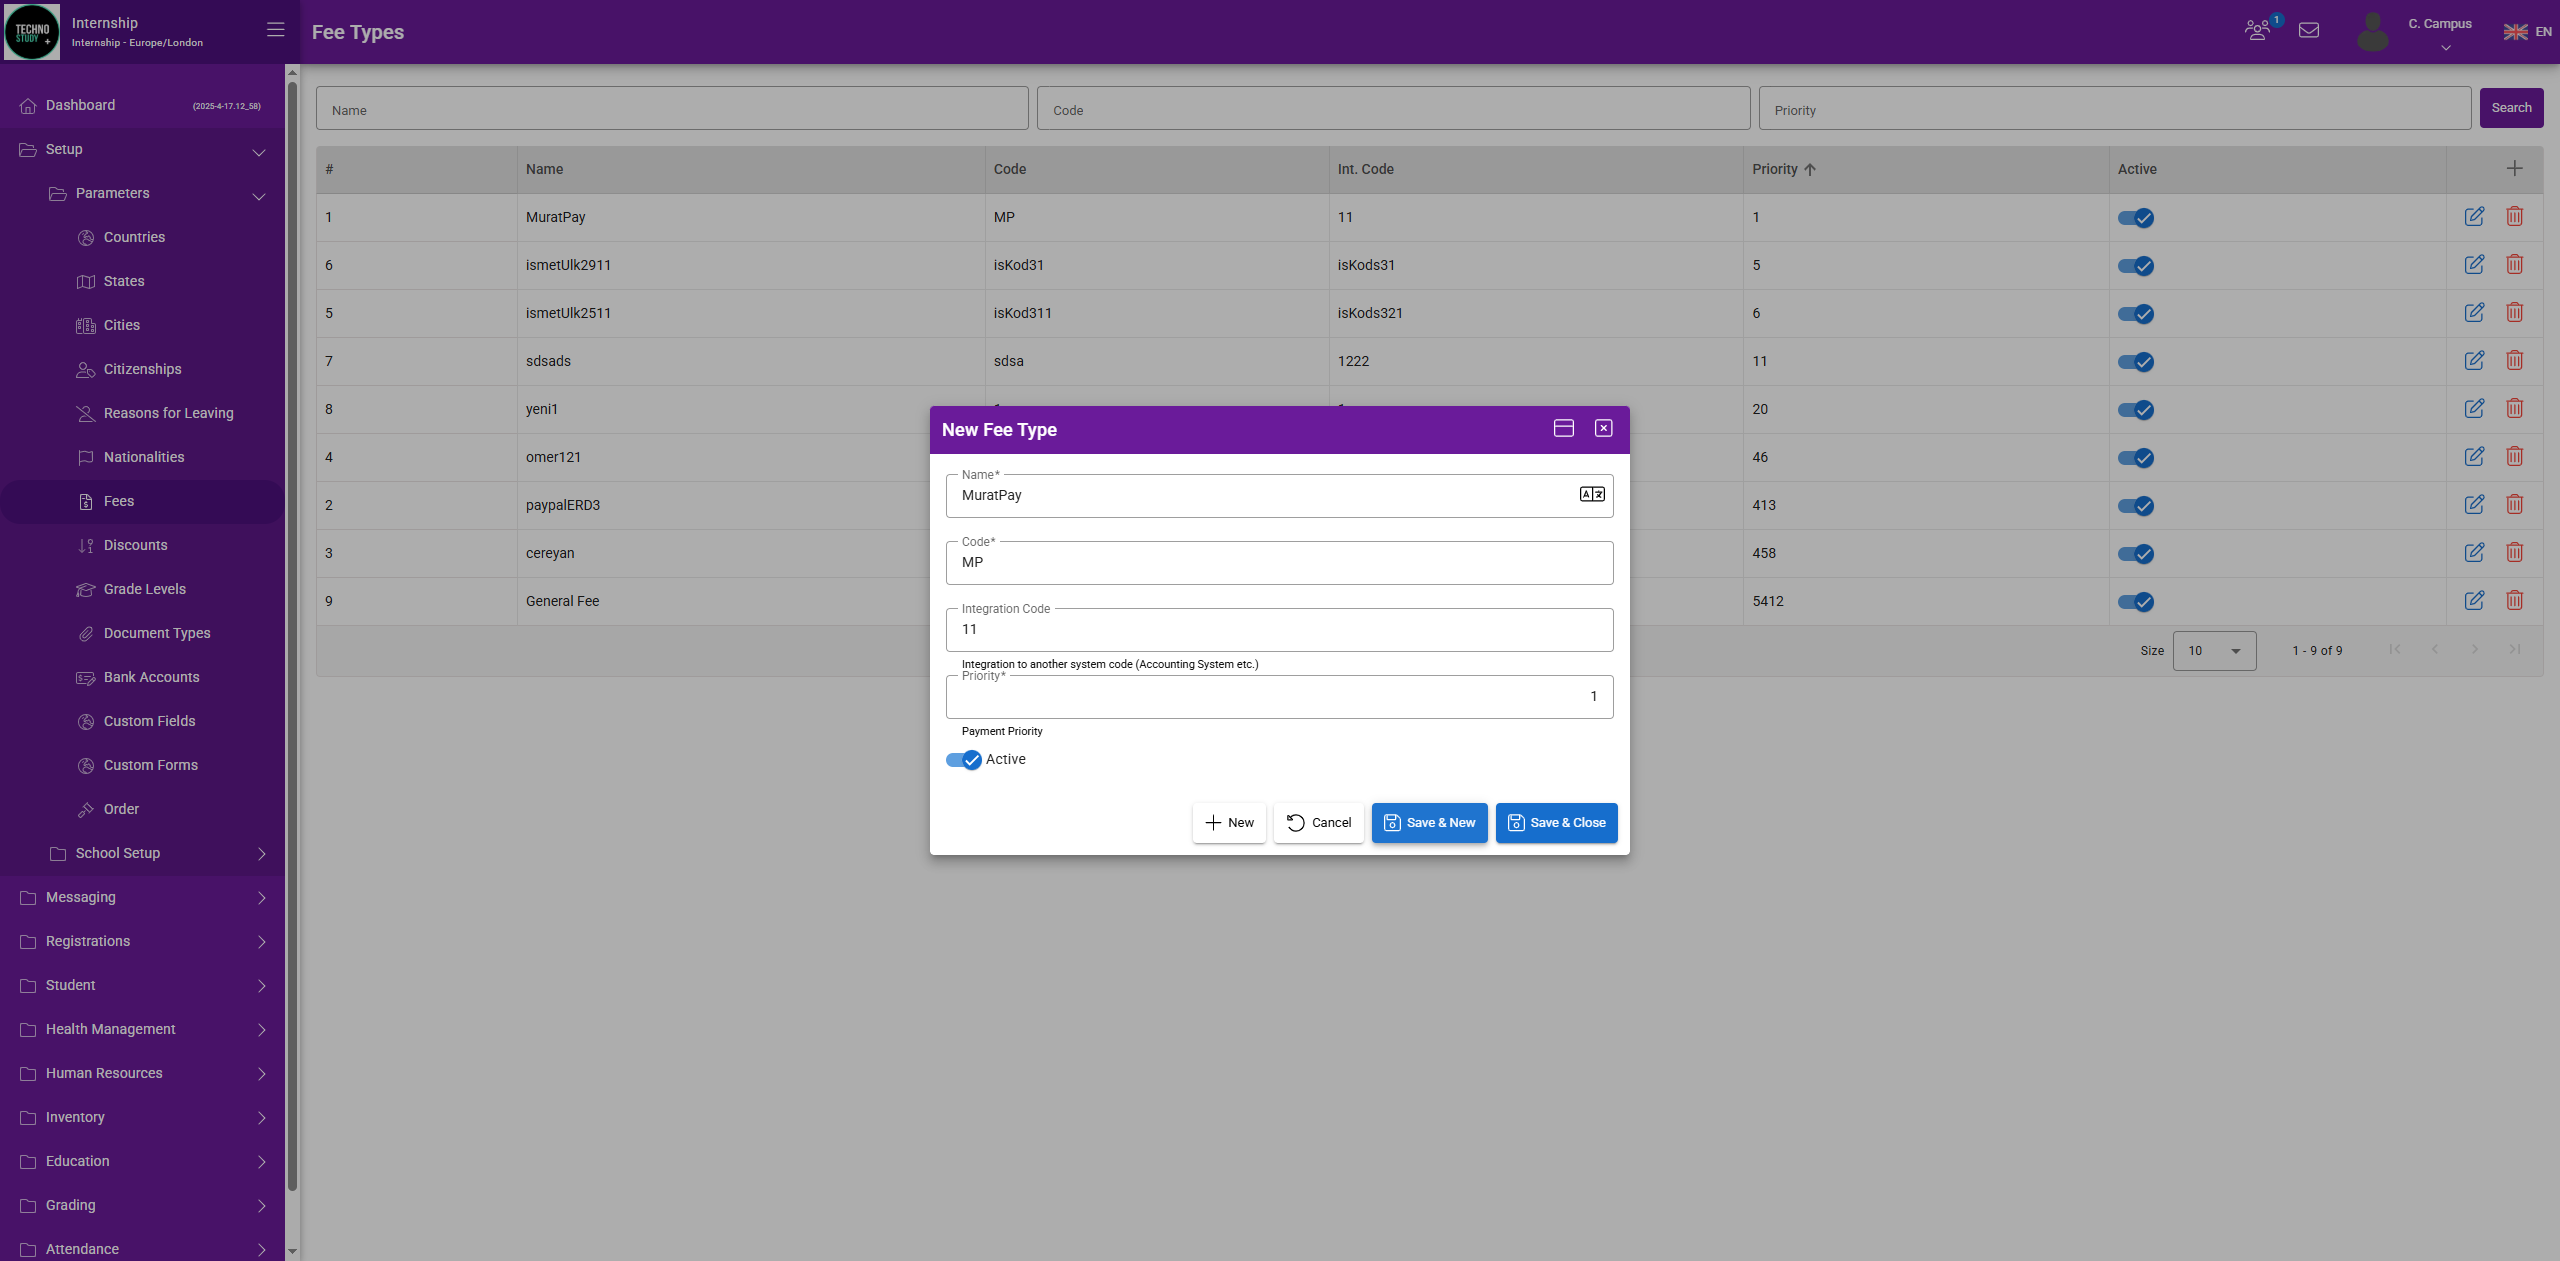 TECHNO
STUDY
Internship
Internship - Europe/London
Fee Types
1
C. Campus
EN
Dashboard
(2025-4-17.12_58)
Setup
Parameters
Countries
States
Cities
Citizenships
Reasons for Leaving
Nationalities
Fees
Discounts
Grade Levels
Document Types
Bank Accounts
Custom Fields
Custom Forms
Order
School Setup
Messaging
Registrations
Student
Health Management
Human Resources
Inventory
Education
Grading
Attendance
Name Code Priority Search
# Name Code Int. Code Priority Active
1 MuratPay MP 11 1
6 ismetUlk2911 isKod31 isKods31 5
5 ismetUlk2511 isKod311 isKods321 6
7 sdsads sdsa 1222 11
8 yeni1 20
4 omer121 46
2 paypalERD3 413
3 cereyan 458
9 General Fee 5412
Size 10 1 - 9 of 9
New Fee Type
Name*
MuratPay
Code*
MP
Integration Code
11
Integration to another system code (Accounting System etc.)
Priority*
1
Payment Priority
Active
New Cancel Save & New Save & Close